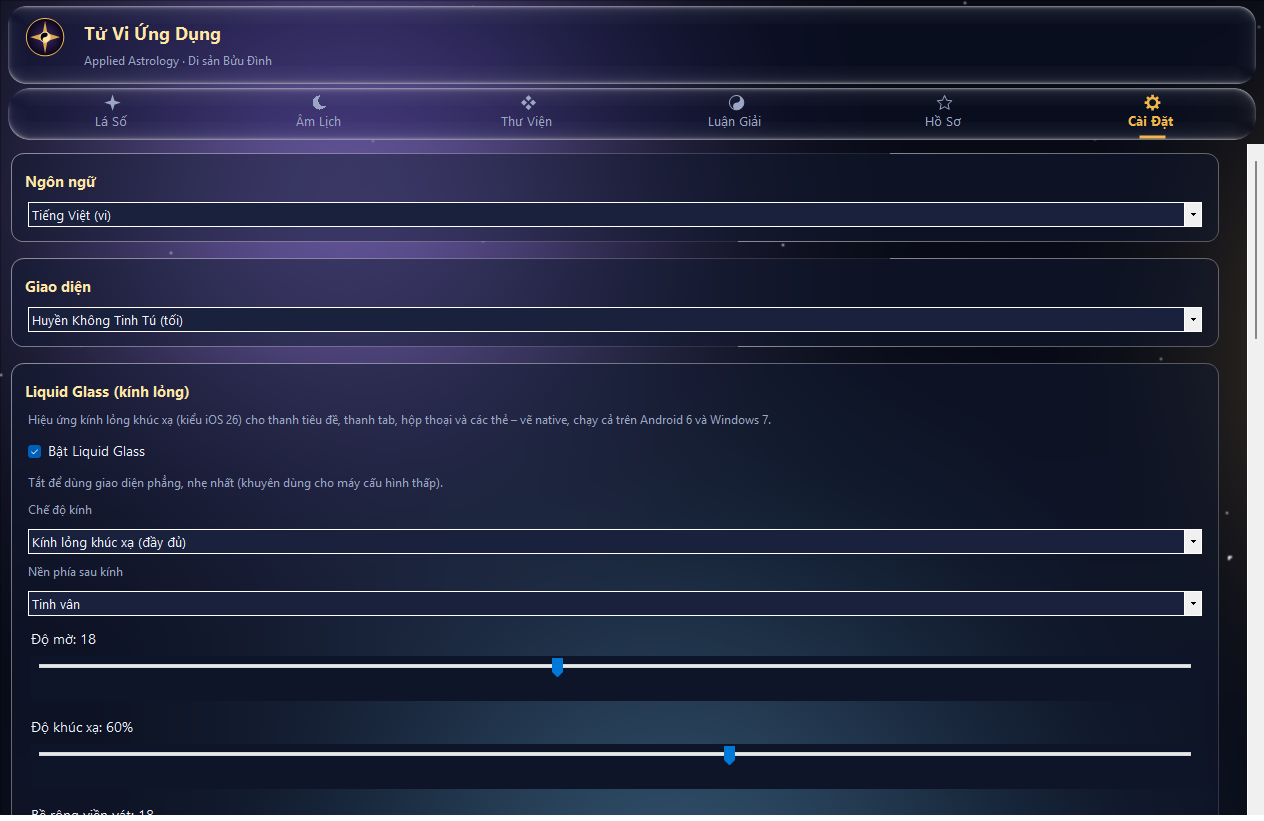 Tử Vi Ứng Dụng
Applied Astrology · Di sản Bửu Đình
Lá Số
Âm Lịch
Thư Viện
Luận Giải
Hồ Sơ
Cài Đặt
Ngôn ngữ
Tiếng Việt (vi)
Giao diện
Huyền Không Tinh Tú (tối)
Liquid Glass (kính lỏng)
Hiệu ứng kính lỏng khúc xạ (kiểu iOS 26) cho thanh tiêu đề, thanh tab, hộp thoại và các thẻ – vẽ native, chạy cả trên Android 6 và Windows 7.
Bật Liquid Glass
Tắt để dùng giao diện phẳng, nhẹ nhất (khuyên dùng cho máy cấu hình thấp).
Chế độ kính
Kính lỏng khúc xạ (đầy đủ)
Nền phía sau kính
Tinh vân
Độ mờ: 18
Độ khúc xạ: 60%
Bề rộng viền vát: 18